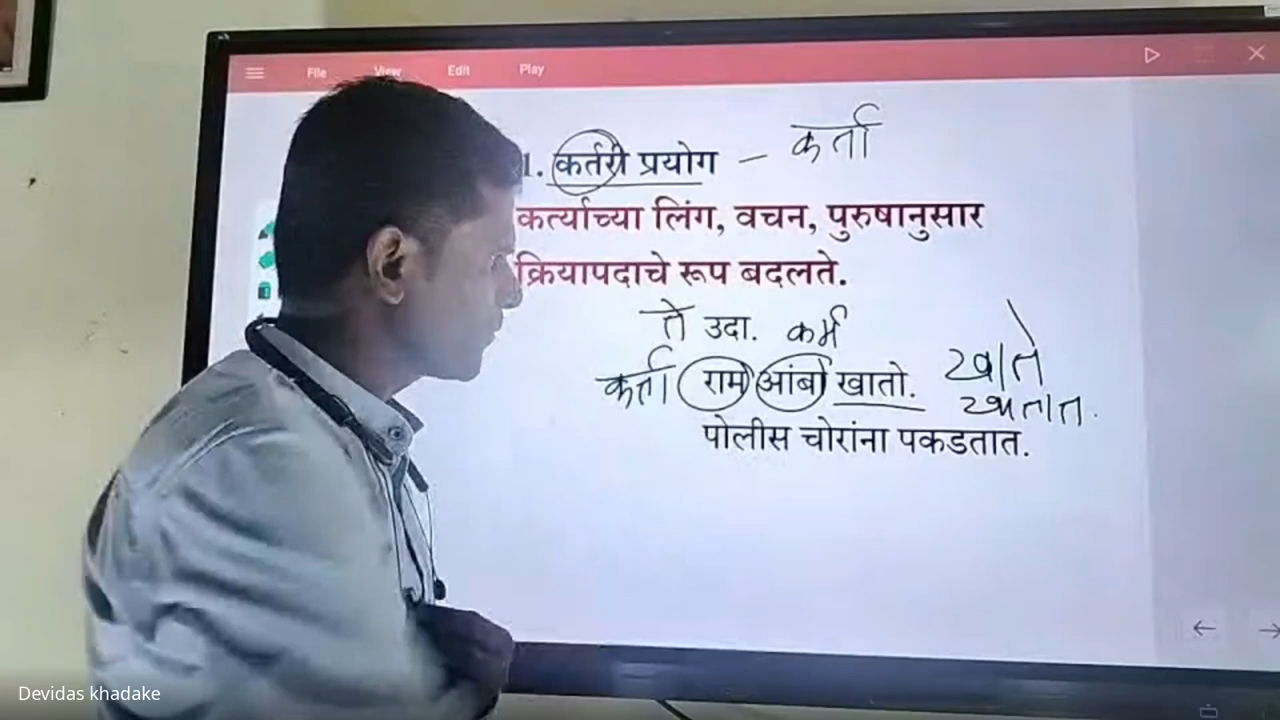 File View Edit Play
1. कर्तरी प्रयोग – कर्ता
कर्त्याच्या लिंग, वचन, पुरुषानुसार
क्रियापदाचे रूप बदलते.
ते उदा. कर्म
कर्ता राम आंबा खातो. खाते
खातात.
पोलीस चोरांना पकडतात.
Devidas khadake